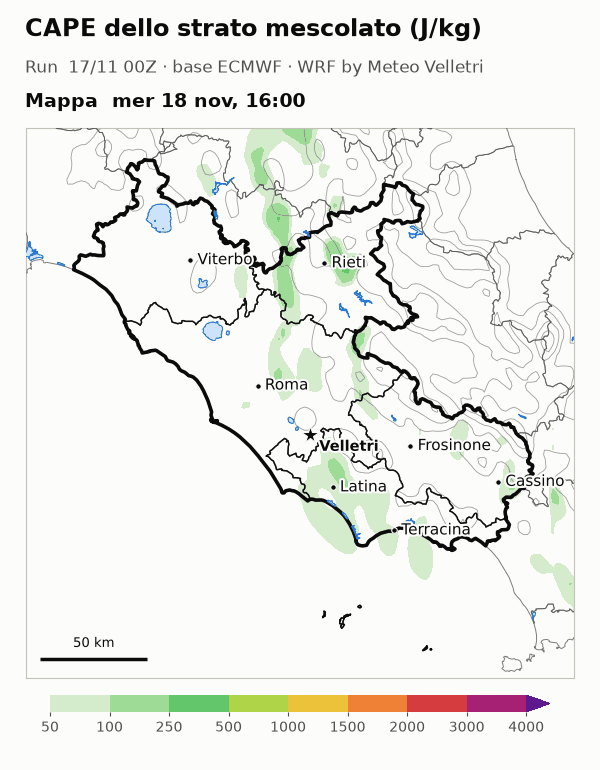 CAPE dello strato mescolato (J/kg)
Run  17/11 00Z · base ECMWF · WRF by Meteo Velletri
Mappa  mer 18 nov, 16:00
Viterbo
Rieti
Roma
Velletri
Frosinone
Latina
Cassino
Terracina
50 km
50 100 250 500 1000 1500 2000 3000 4000